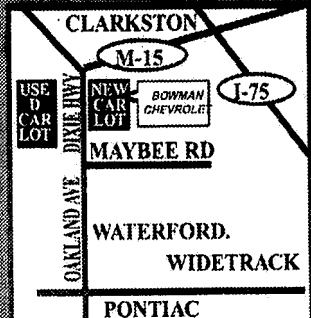 CLARKSTON
M-15
USE
D
CAR
LOT
DIXIE HWY
NEW
CAR
LOT
BOWMAN
CHEVROLET
I-75
MAYBEE RD
OAKLAND AVE
WATERFORD.
WIDETRACK
PONTIAC